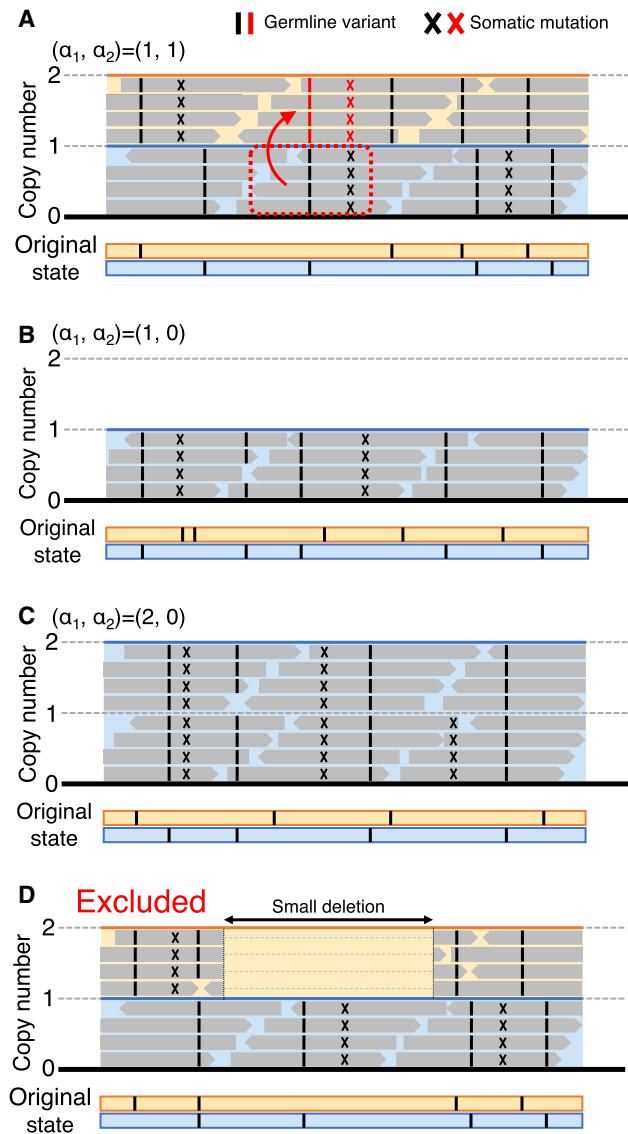 A
Germline variant
Somatic mutation
(α₁, α₂)=(1, 1)
Copy number
2
1
0
Original
state
B
(α₁, α₂)=(1, 0)
Copy number
2
1
0
Original
state
C
(α₁, α₂)=(2, 0)
Copy number
2
1
0
Original
state
D
Excluded
Small deletion
Copy number
2
1
0
Original
state